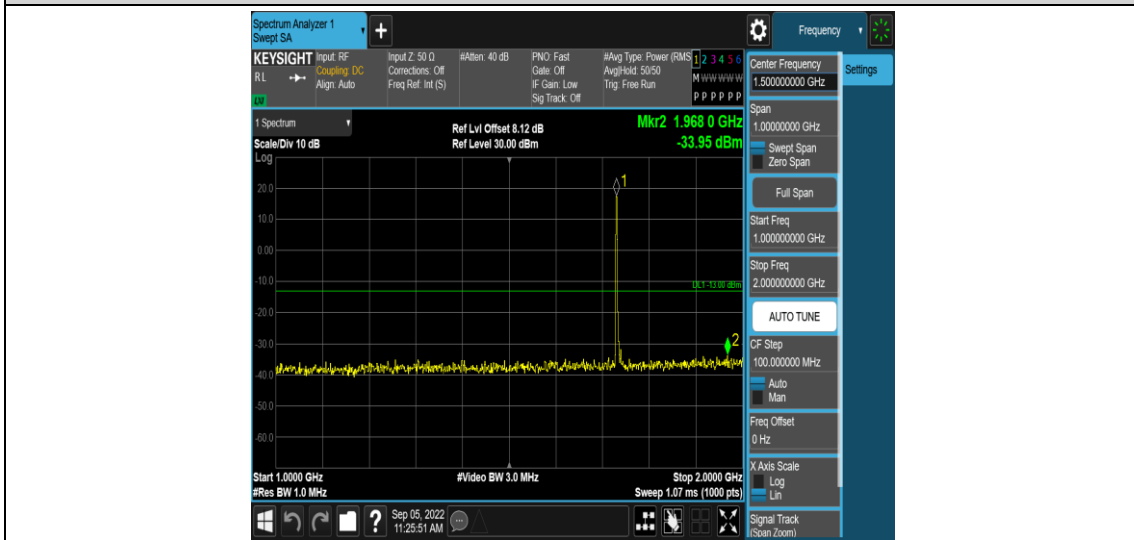 Spectrum Analyzer 1
Swept SA
Frequency
KEYSIGHT
RL
Input: RF
Coupling: DC
Align: Auto
Input Z: 50 Ω
Corrections: Off
Freq Ref: Int (S)
#Atten: 40 dB
PNO: Fast
Gate: Off
IF Gain: Low
Sig Track: Off
#Avg Type: Power (RMS
Avg|Hold: 50/50
Trig: Free Run
1 2 3 4 5 6
M W W W W W
P P P P P P
1 Spectrum
Scale/Div 10 dB
Ref Lvl Offset 8.12 dB
Ref Level 30.00 dBm
Mkr2 1.968 0 GHz
-33.95 dBm
Log
1
20.0
10.0
0.00
-10.0
DL1 -13.00 dBm
-20.0
-30.0
2
-40.0
-50.0
-60.0
Start 1.0000 GHz
#Video BW 3.0 MHz
Stop 2.0000 GHz
#Res BW 1.0 MHz
Sweep 1.07 ms (1000 pts)
Sep 05, 2022
11:25:51 AM
Center Frequency
1.50000000 GHz
Settings
Span
1.00000000 GHz
Swept Span
Zero Span
Full Span
Start Freq
1.000000000 GHz
Stop Freq
2.000000000 GHz
AUTO TUNE
CF Step
100.000000 MHz
Auto
Man
Freq Offset
0 Hz
X Axis Scale
Log
Lin
Signal Track
(Span Zoom)